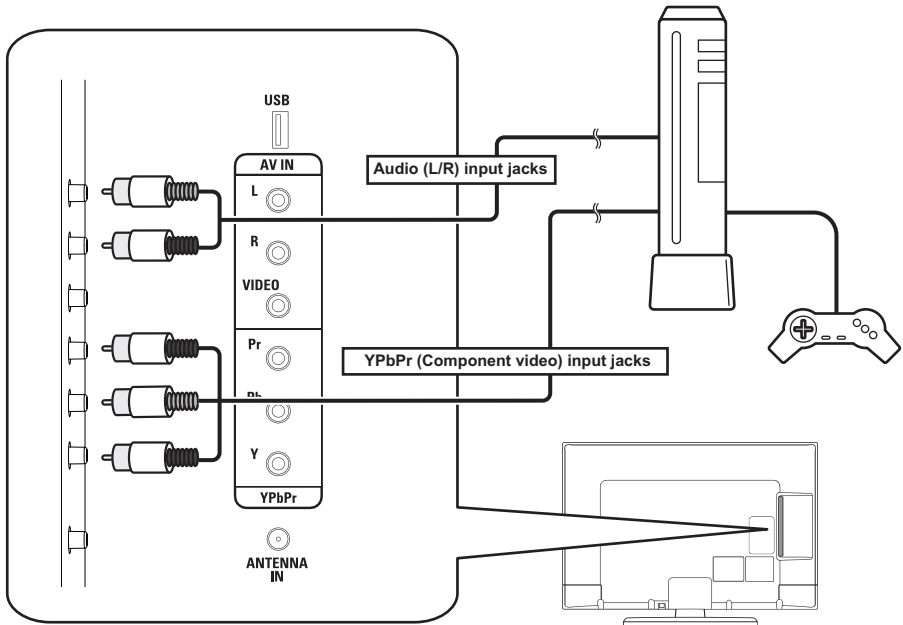 USB
AV IN
L
Audio (L/R) input jacks
R
VIDEO
Pr
YPbPr (Component video) input jacks
Y
YPbPr
ANTENNA
IN